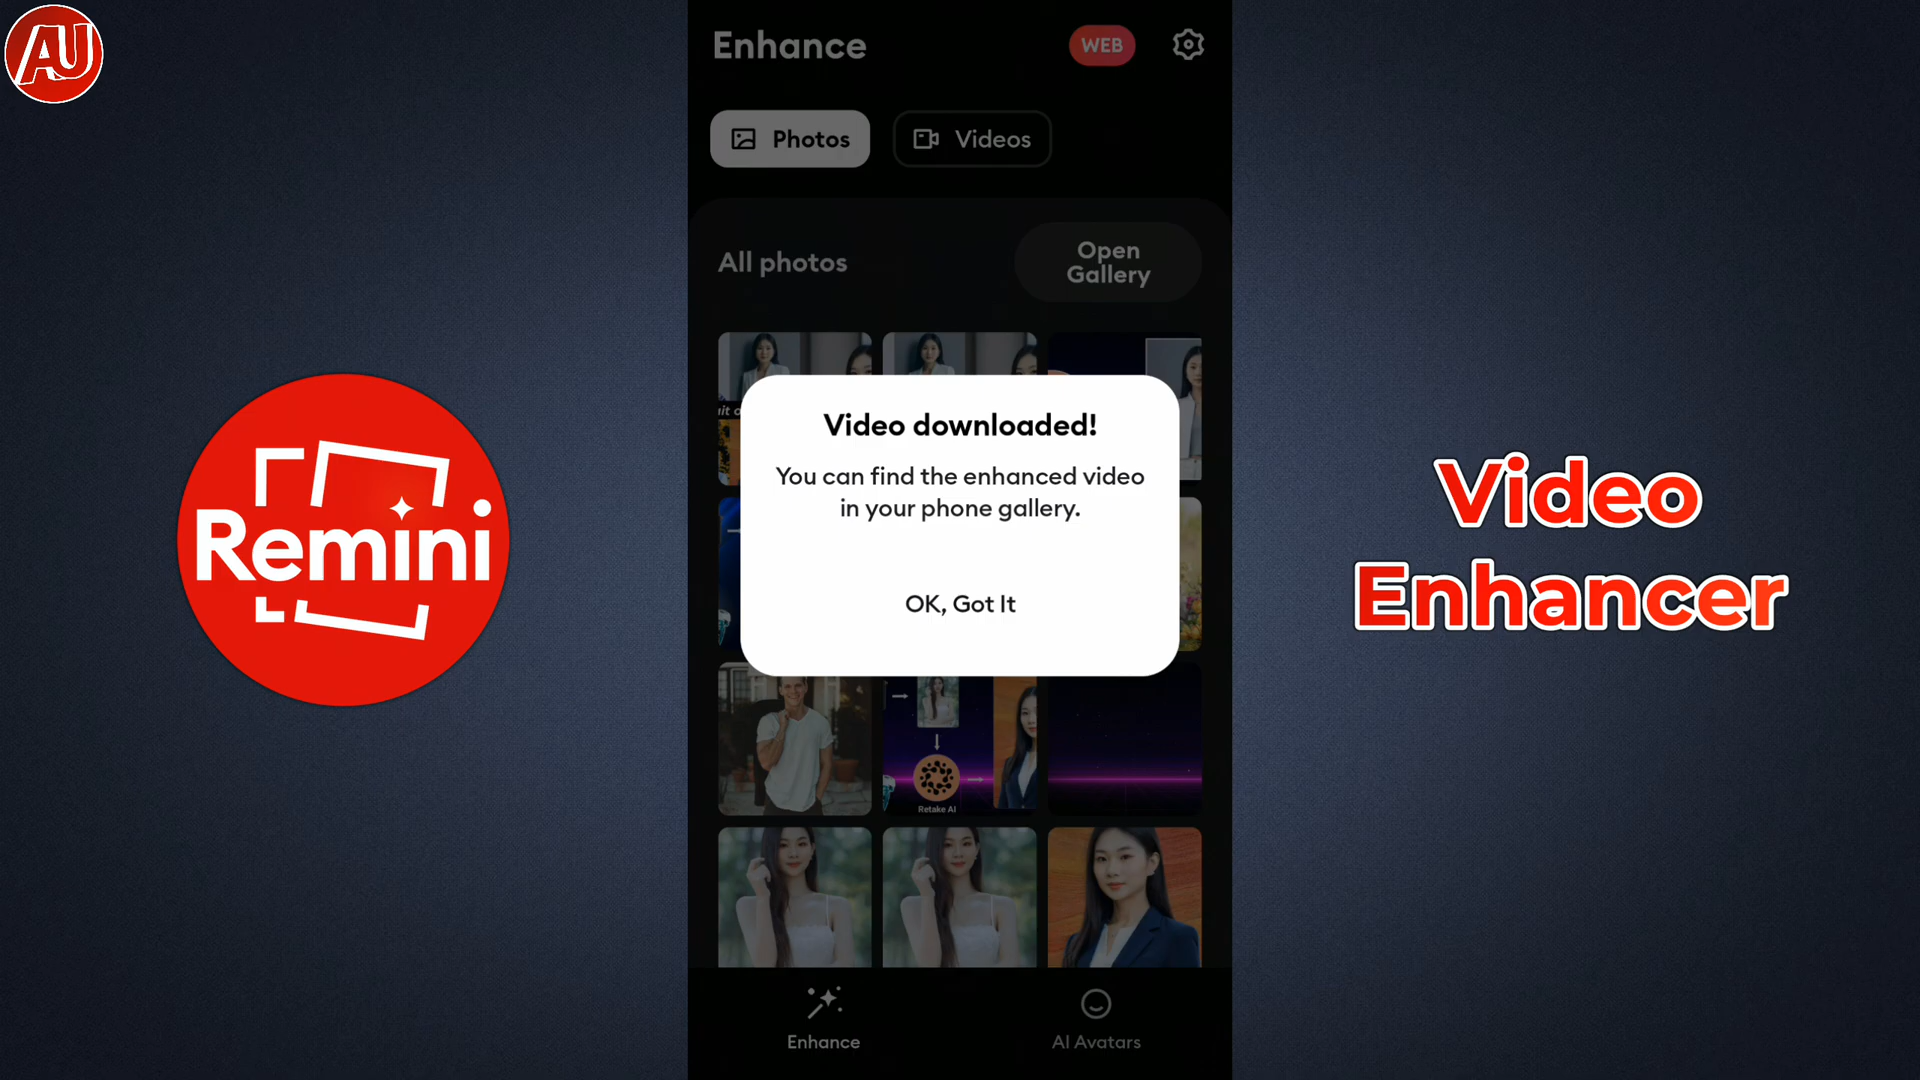 AU
Enhance
WEB
Photos
Videos
All photos
Open
Gallery
Video downloaded!
You can find the enhanced video
in your phone gallery.
OK, Got It
Remini
Video
Enhancer
Retake AI
Enhance
AI Avatars